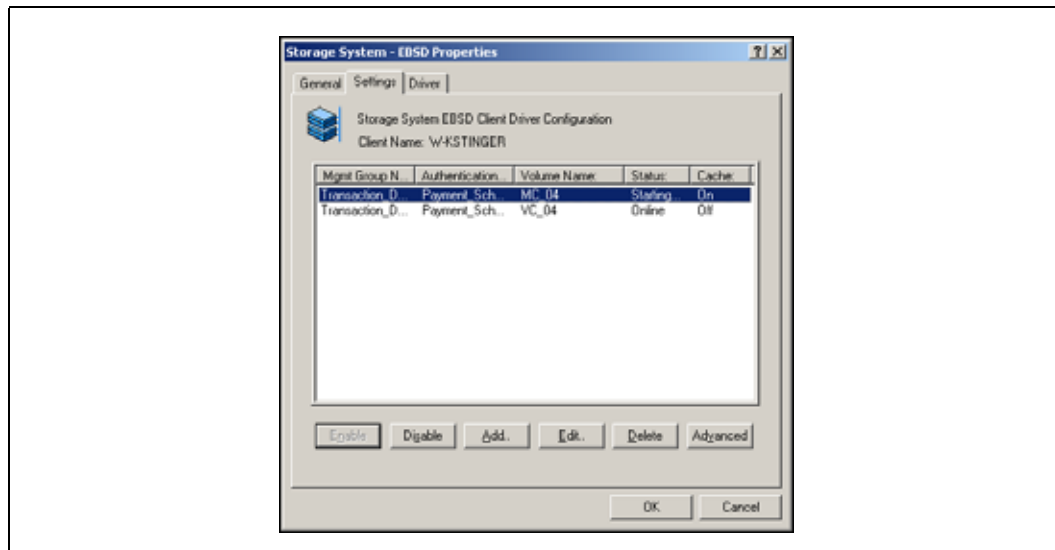 Storage System - EBSD Properties
General Settings Driver
Storage System EBSD Client Driver Configuration
Client Name: W-KSTINGER
Mgmt Group N... Authentication... Volume Name: Status: Cache:
Transaction_D... Payment_Sch... MC_04 Starting... On
Transaction_D... Payment_Sch... VC_04 Online Off
Enable Disable Add.. Edit.. Delete Advanced
OK Cancel